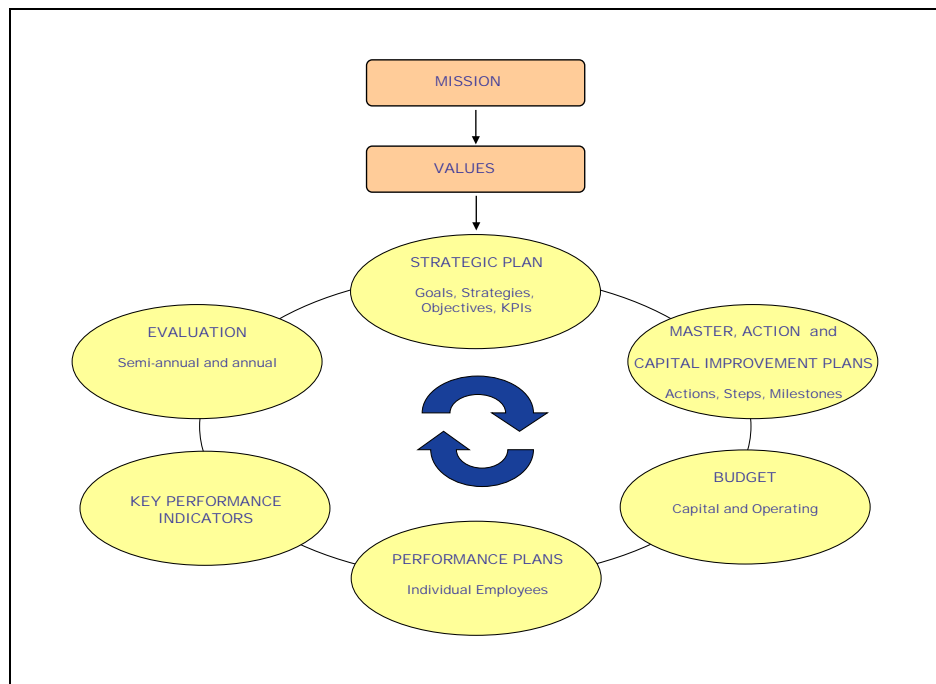 MISSION
VALUES
STRATEGIC PLAN
Goals, Strategies,
Objectives, KPIs
EVALUATION
Semi-annual and annual
MASTER, ACTION and
CAPITAL IMPROVEMENT PLANS
Actions, Steps, Milestones
KEY PERFORMANCE
INDICATORS
BUDGET
Capital and Operating
PERFORMANCE PLANS
Individual Employees